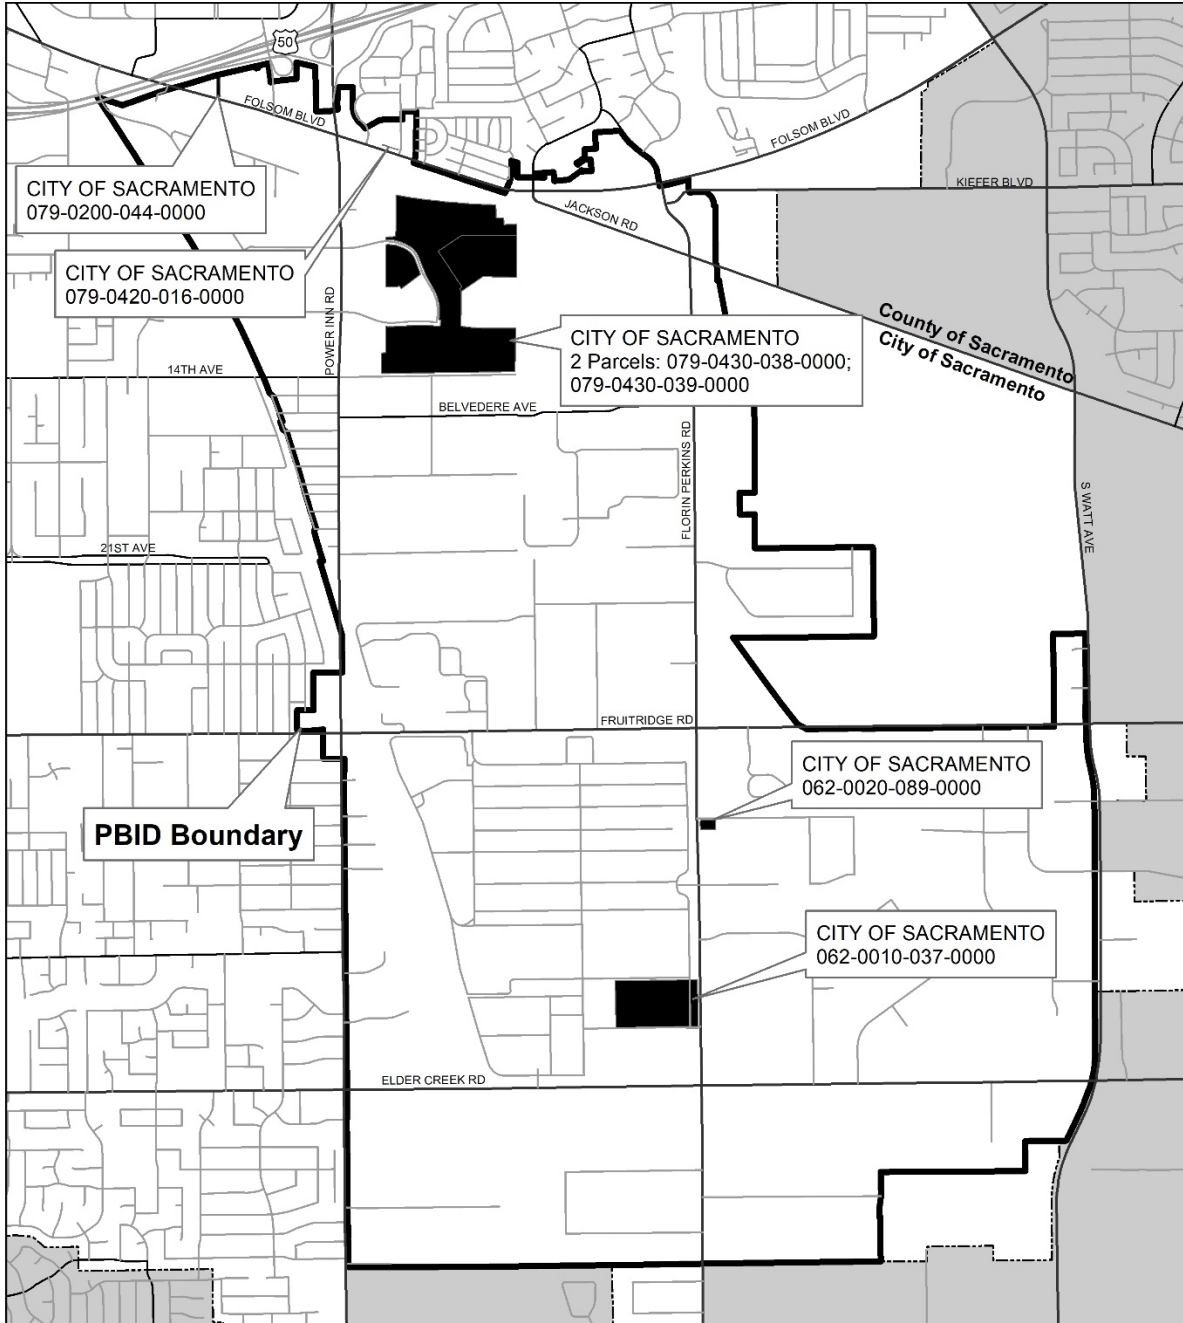 50
FOLSOM BLVD
FOLSOM BLVD
CITY OF SACRAMENTO
079-0200-044-0000
KIEFER BLVD
JACKSON RD
CITY OF SACRAMENTO
079-0420-016-0000
POWER INN RD
County of Sacramento
City of Sacramento
CITY OF SACRAMENTO
2 Parcels: 079-0430-038-0000;
079-0430-039-0000
14TH AVE
BELVEDERE AVE
FLORIN PERKINS RD
S WATT AVE
21ST AVE
FRUITRIDGE RD
CITY OF SACRAMENTO
062-0020-089-0000
PBID Boundary
CITY OF SACRAMENTO
062-0010-037-0000
ELDER CREEK RD